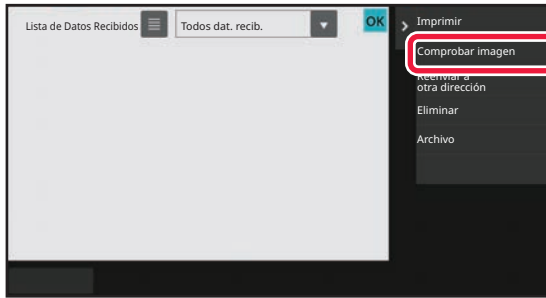 Lista de Datos Recibidos
Todos dat. recib.
OK
Imprimir
Comprobar imagen
Reenviar a
otra dirección
Eliminar
Archivo